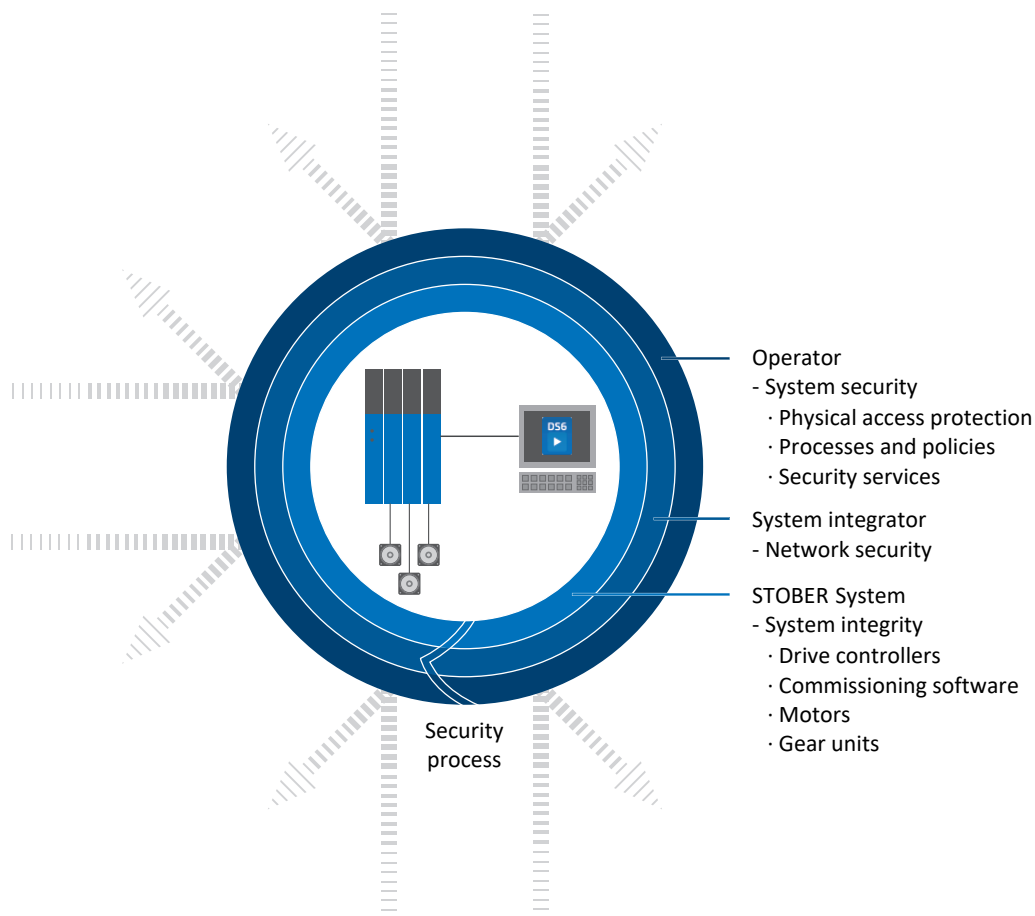 DS6
Operator
- System security
· Physical access protection
· Processes and policies
· Security services
System integrator
- Network security
STOBER System
- System integrity
· Drive controllers
· Commissioning software
· Motors
· Gear units
Security
process